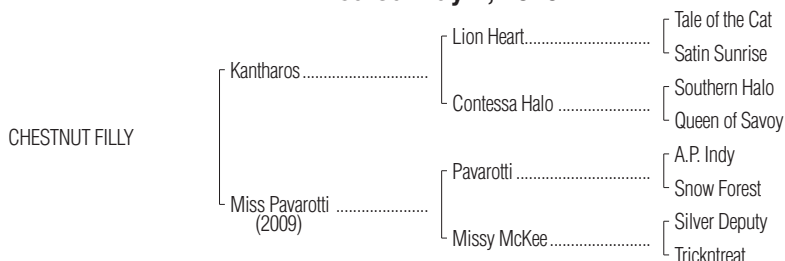 Tale of the Cat
Lion Heart
Satin Sunrise
Kantharos
Southern Halo
Contessa Halo
Queen of Savoy
CHESTNUT FILLY
A.P. Indy
Pavarotti
Snow Forest
Miss Pavarotti
(2009)
Silver Deputy
Missy McKee
Trickntreat